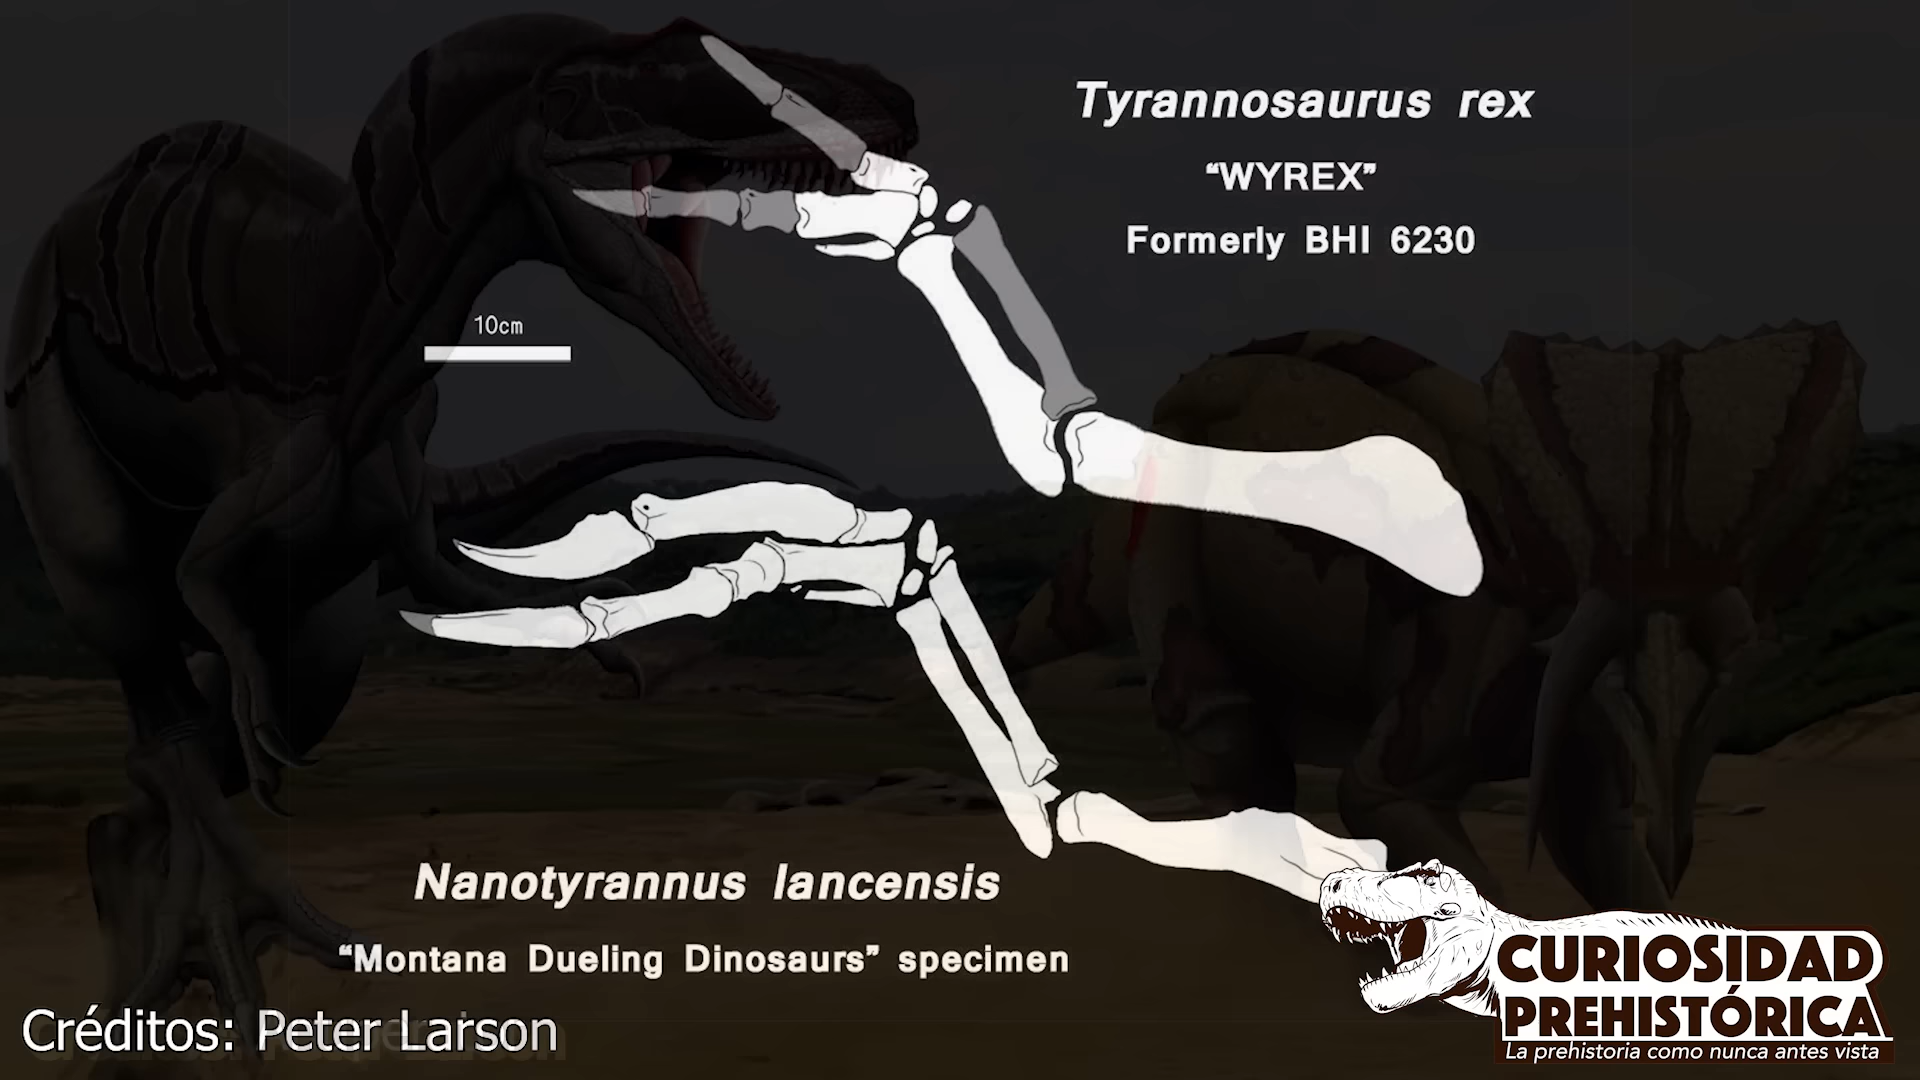 Tyrannosaurus rex
“WYREX”
Formerly BHI 6230
10cm
Nanotyrannus lancensis
“Montana Dueling Dinosaurs” specimen
Créditos: Peter Larson
CURIOSIDAD
PREHISTÓRICA
La prehistoria como nunca antes vista